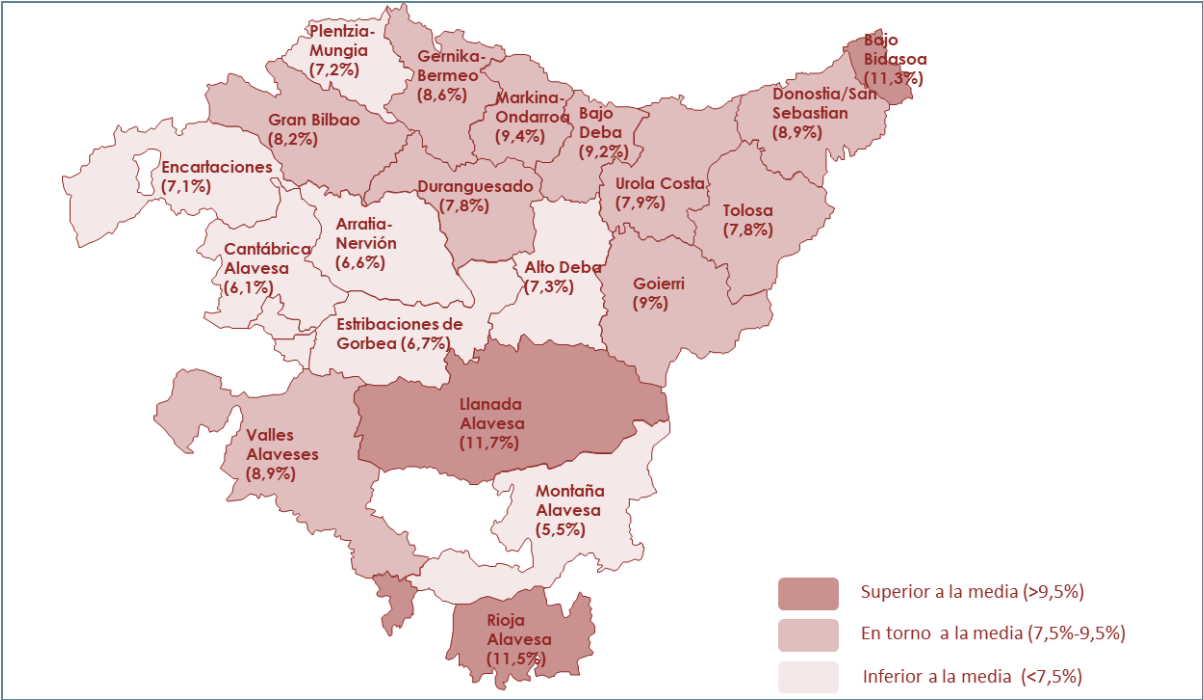 Plentzia-
Mungia
(7,2%)
Gernika-
Bermeo
(8,6%)
Markina-
Ondarroa
(9,4%)
Bajo
Deba
(9,2%)
Bajo
Bidasoa
(11,3%)
Donostia/San
Sebastian
(8,9%)
Gran Bilbao
(8,2%)
Encartaciones
(7,1%)
Duranguesado
(7,8%)
Urola Costa
(7,9%)
Tolosa
(7,8%)
Arratia-
Nervión
(6,6%)
Cantábrica
Alavesa
(6,1%)
Alto Deba
(7,3%)
Goierri
(9%)
Estribaciones de
Gorbea (6,7%)
Llanada
Alavesa
(11,7%)
Valles
Alaveses
(8,9%)
Montaña
Alavesa
(5,5%)
Rioja
Alavesa
(11,5%)
Superior a la media (>9,5%)
En torno  a la media (7,5%-9,5%)
Inferior a la media  (<7,5%)